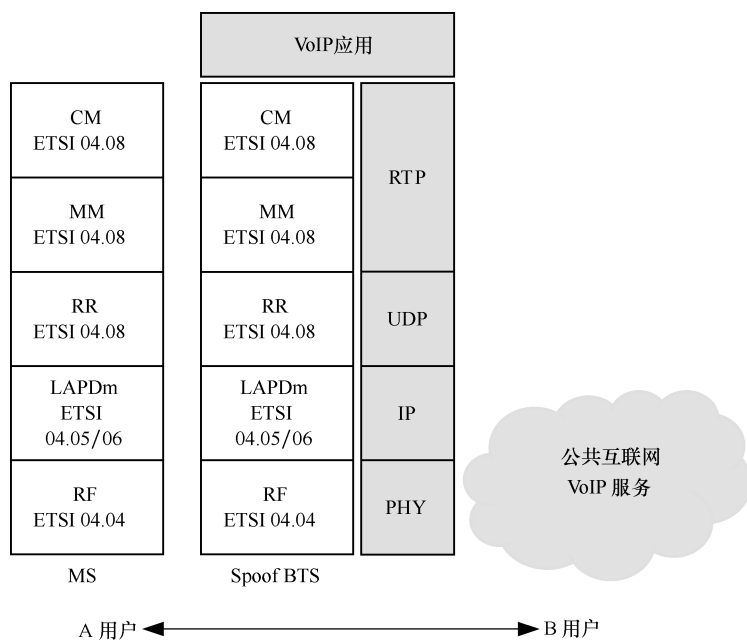 VoIP应用
CM
ETSI 04.08
MM
ETSI 04.08
RR
ETSI 04.08
LAPDm
ETSI
04.05/06
RF
ETSI 04.04
MS
CM
ETSI 04.08
MM
ETSI 04.08
RR
ETSI 04.08
LAPDm
ETSI
04.05/06
RF
ETSI 04.04
Spoof BTS
RTP
UDP
IP
PHY
公共互联网
VoIP 服务
A 用户
B 用户